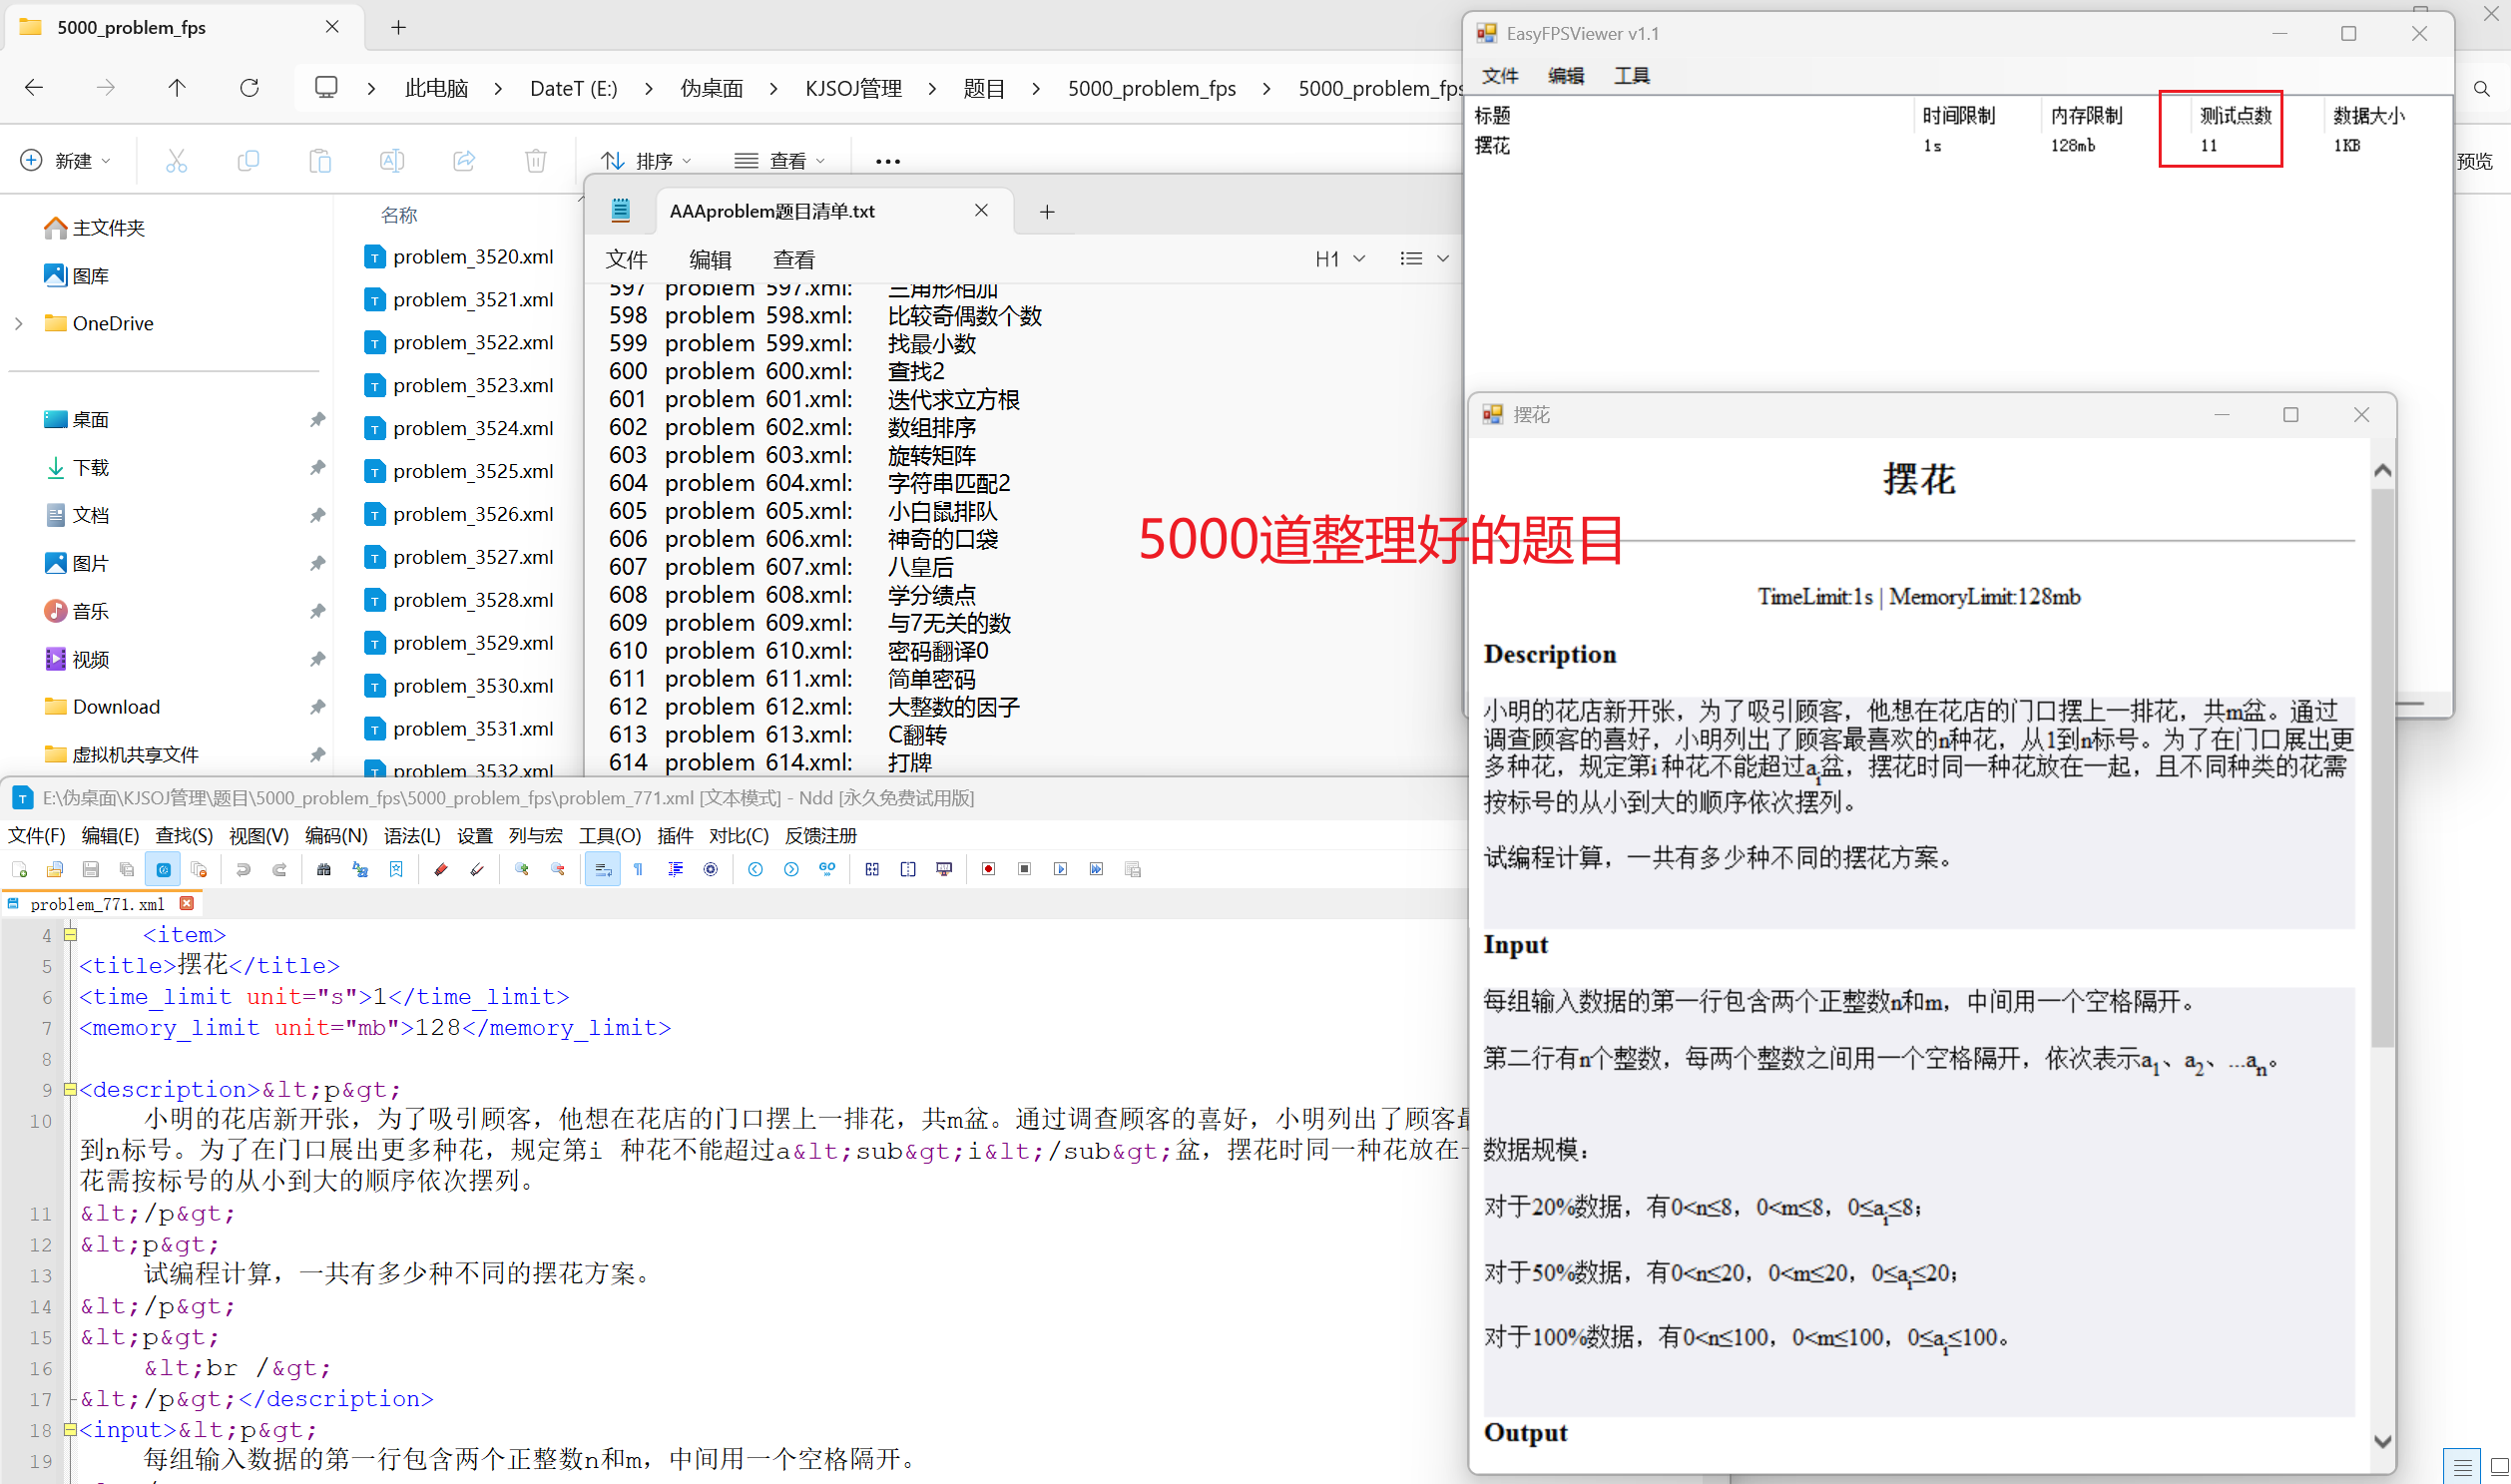 5000_problem_fps
此电脑 > DateT (E:) > 伪桌面 > KJSOJ管理 > 题目 > 5000_problem_fps > 5000_problem_fps
新建
排序
查看
预览
主文件夹
图库
OneDrive
桌面
下载
文档
图片
音乐
视频
Download
虚拟机共享文件
名称
problem_3520.xml
problem_3521.xml
problem_3522.xml
problem_3523.xml
problem_3524.xml
problem_3525.xml
problem_3526.xml
problem_3527.xml
problem_3528.xml
problem_3529.xml
problem_3530.xml
problem_3531.xml
problem_3532.xml
AAAproblem题目清单.txt
文件 编辑 查看 H1
597 problem 597.xml: 三角形相加
598 problem 598.xml: 比较奇偶数个数
599 problem 599.xml: 找最小数
600 problem 600.xml: 查找2
601 problem 601.xml: 迭代求立方根
602 problem 602.xml: 数组排序
603 problem 603.xml: 旋转矩阵
604 problem 604.xml: 字符串匹配2
605 problem 605.xml: 小白鼠排队
606 problem 606.xml: 神奇的口袋
607 problem 607.xml: 八皇后
608 problem 608.xml: 学分绩点
609 problem 609.xml: 与7无关的数
610 problem 610.xml: 密码翻译0
611 problem 611.xml: 简单密码
612 problem 612.xml: 大整数的因子
613 problem 613.xml: C翻转
614 problem 614.xml: 打牌
5000道整理好的题目
EasyFPSViewer v1.1
文件 编辑 工具
标题 时间限制 内存限制 测试点数 数据大小
摆花 1s 128mb 11 1KB
摆花
摆花
TimeLimit:1s | MemoryLimit:128mb
Description
小明的花店新开张，为了吸引顾客，他想在花店的门口摆上一排花，共m盆。通过
调查顾客的喜好，小明列出了顾客最喜欢的n种花，从1到n标号。为了在门口展出更
多种花，规定第i 种花不能超过ai盆，摆花时同一种花放在一起，且不同种类的花需
按标号的从小到大的顺序依次摆列。
试编程计算，一共有多少种不同的摆花方案。
Input
每组输入数据的第一行包含两个正整数n和m，中间用一个空格隔开。
第二行有n个整数，每两个整数之间用一个空格隔开，依次表示a1、a2、...an。
数据规模：
对于20%数据，有0<n≤8，0<m≤8，0≤ai≤8；
对于50%数据，有0<n≤20，0<m≤20，0≤ai≤20；
对于100%数据，有0<n≤100，0<m≤100，0≤ai≤100。
Output
E:\伪桌面\KJSOJ管理\题目\5000_problem_fps\5000_problem_fps\problem_771.xml [文本模式] - Ndd [永久免费试用版]
文件(F) 编辑(E) 查找(S) 视图(V) 编码(N) 语法(L) 设置 列与宏 工具(O) 插件 对比(C) 反馈注册
problem_771.xml
4 <item>
5 <title>摆花</title>
6 <time_limit unit="s">1</time_limit>
7 <memory_limit unit="mb">128</memory_limit>
8
9 <description>&lt;p&gt;
10 小明的花店新开张，为了吸引顾客，他想在花店的门口摆上一排花，共m盆。通过调查顾客的喜好，小明列出了顾客最
到n标号。为了在门口展出更多种花，规定第i 种花不能超过a&lt;sub&gt;i&lt;/sub&gt;盆，摆花时同一种花放在一
花需按标号的从小到大的顺序依次摆列。
11 &lt;/p&gt;
12 &lt;p&gt;
13 试编程计算，一共有多少种不同的摆花方案。
14 &lt;/p&gt;
15 &lt;p&gt;
16 &lt;br /&gt;
17 &lt;/p&gt;</description>
18 <input>&lt;p&gt;
19 每组输入数据的第一行包含两个正整数n和m，中间用一个空格隔开。